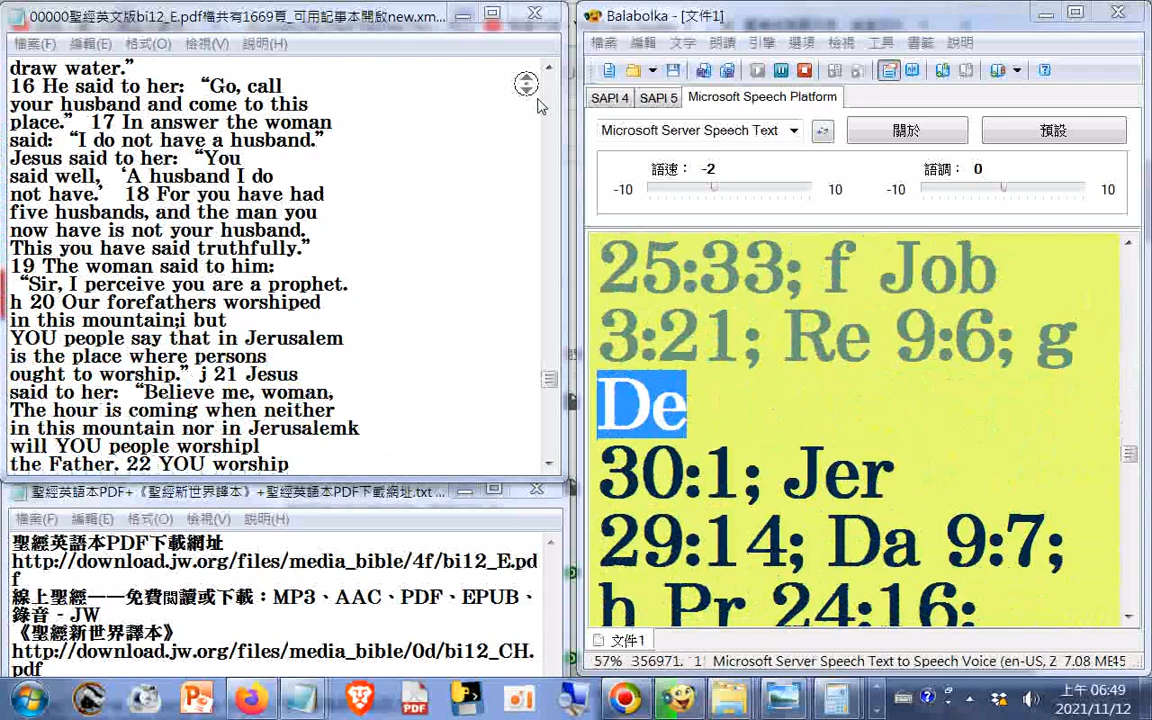 00000聖經英文版bi12_E.pdf檔共有1669頁_可用記事本開啟new.xm...
檔案(F) 編輯(E) 格式(O) 檢視(V) 說明(H)
draw water.”
16 He said to her: “Go, call
your husband and come to this
place.” 17 In answer the woman
said: “I do not have a husband.”
Jesus said to her: “You
said well, ‘A husband I do
not have.’ 18 For you have had
five husbands, and the man you
now have is not your husband.
This you have said truthfully.”
19 The woman said to him:
“Sir, I perceive you are a prophet.
h 20 Our forefathers worshiped
in this mountain;i but
YOU people say that in Jerusalem
is the place where persons
ought to worship.” j 21 Jesus
said to her: “Believe me, woman,
The hour is coming when neither
in this mountain nor in Jerusalemk
will YOU people worshipl
the Father. 22 YOU worship
聖經英語本PDF+《聖經新世界譯本》+聖經英語本PDF下載網址.txt ...
檔案(F) 編輯(E) 格式(O) 檢視(V) 說明(H)
聖經英語本PDF下載網址
http://download.jw.org/files/media_bible/4f/bi12_E.pd
f
線上聖經——免費閱讀或下載：MP3、AAC、PDF、EPUB、
錄音 - JW
《聖經新世界譯本》
http://download.jw.org/files/media_bible/0d/bi12_CH.
pdf
Balabolka - [文件1]
檔案 編輯 文字 朗讀 引擎 選項 檢視 工具 書籤 說明
SAPI 4 SAPI 5 Microsoft Speech Platform
Microsoft Server Speech Text 關於 預設
語速： -2 語調： 0
-10 10 -10 10
25:33; f Job
3:21; Re 9:6; g
De
30:1; Jer
29:14; Da 9:7;
h Pr 24:16;
文件1
57% 356971. Microsoft Server Speech Text to Speech Voice (en-US, Z 7.08 ME
PDF
上午 06:49
2021/11/12